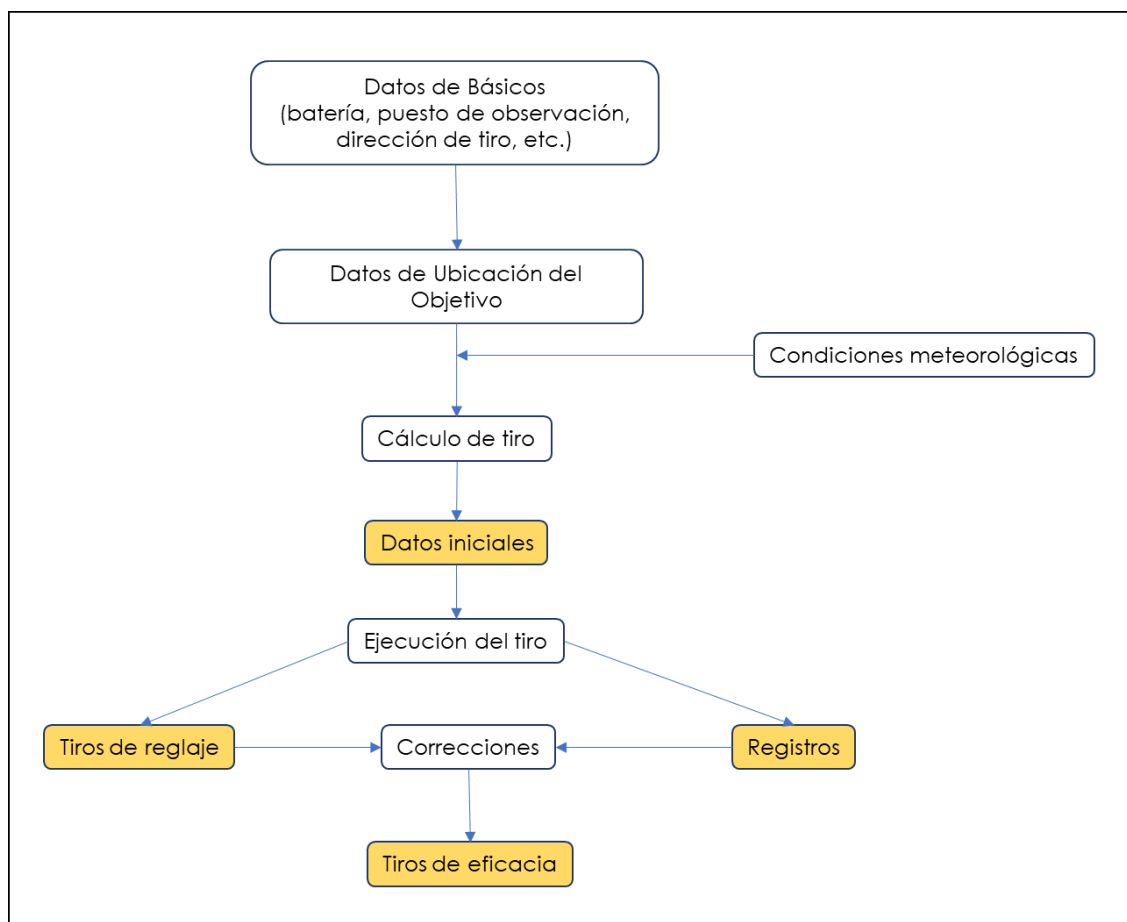 Datos de Básicos
(batería, puesto de observación,
dirección de tiro, etc.)
Datos de Ubicación del
Objetivo
Condiciones meteorológicas
Cálculo de tiro
Datos iniciales
Ejecución del tiro
Tiros de reglaje
Correcciones
Registros
Tiros de eficacia